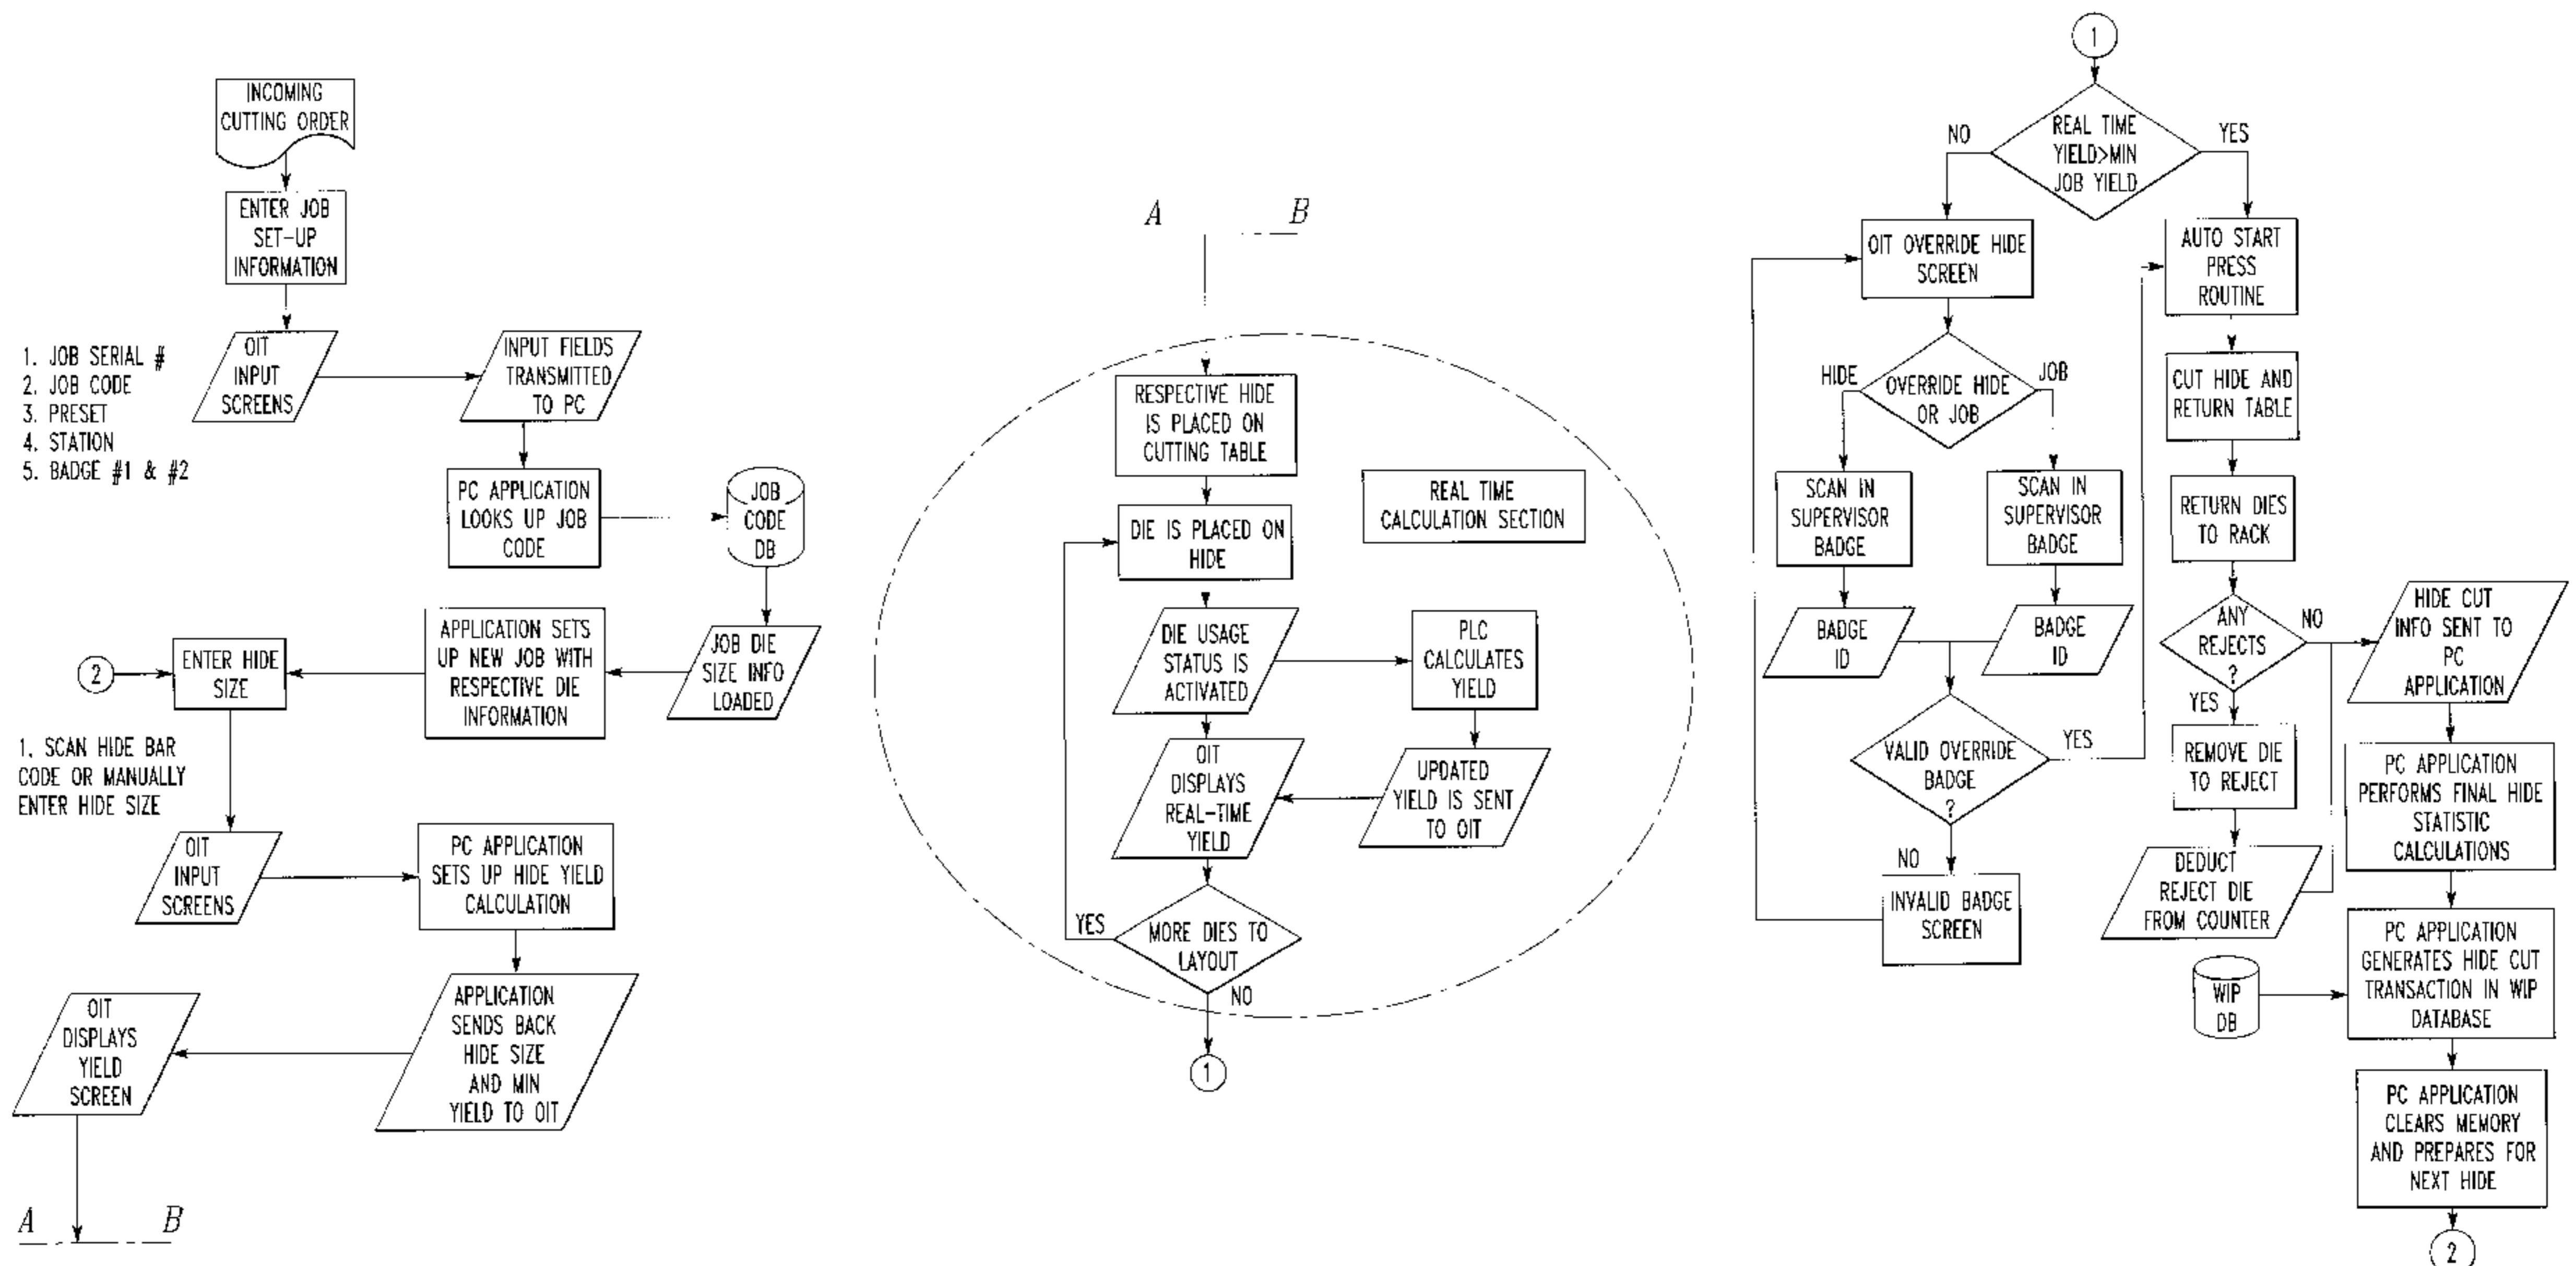 INCOMING
CUTTING ORDER
ENTER JOB
SET-UP
INFORMATION
1. JOB SERIAL #
2. JOB CODE
3. PRESET
4. STATION
5. BADGE #1 & #2
OIT
INPUT
SCREENS
INPUT FIELDS
TRANSMITTED
TO PC
PC APPLICATION
LOOKS UP JOB
CODE
JOB
CODE
DB
JOB DIE
SIZE INFO
LOADED
APPLICATION SETS
UP NEW JOB WITH
RESPECTIVE DIE
INFORMATION
2
ENTER HIDE
SIZE
1. SCAN HIDE BAR
CODE OR MANUALLY
ENTER HIDE SIZE
OIT
INPUT
SCREENS
PC APPLICATION
SETS UP HIDE YIELD
CALCULATION
APPLICATION
SENDS BACK
HIDE SIZE
AND MIN
YIELD TO OIT
OIT
DISPLAYS
YIELD
SCREEN
A B
A B
RESPECTIVE HIDE
IS PLACED ON
CUTTING TABLE
REAL TIME
CALCULATION SECTION
DIE IS PLACED ON
HIDE
DIE USAGE
STATUS IS
ACTIVATED
PLC
CALCULATES
YIELD
UPDATED
YIELD IS SENT
TO OIT
OIT
DISPLAYS
REAL-TIME
YIELD
YES
MORE DIES TO
LAYOUT
NO
1
1
REAL TIME
YIELD>MIN
JOB YIELD
NO
YES
OIT OVERRIDE HIDE
SCREEN
HIDE
OVERRIDE HIDE
OR JOB
JOB
SCAN IN
SUPERVISOR
BADGE
SCAN IN
SUPERVISOR
BADGE
BADGE
ID
BADGE
ID
VALID OVERRIDE
BADGE
?
YES
NO
INVALID BADGE
SCREEN
AUTO START
PRESS
ROUTINE
CUT HIDE AND
RETURN TABLE
RETURN DIES
TO RACK
ANY
REJECTS
?
NO
YES
REMOVE DIE
TO REJECT
DEDUCT
REJECT DIE
FROM COUNTER
HIDE CUT
INFO SENT TO
PC
APPLICATION
PC APPLICATION
PERFORMS FINAL HIDE
STATISTIC
CALCULATIONS
WIP
DB
PC APPLICATION
GENERATES HIDE CUT
TRANSACTION IN WIP
DATABASE
PC APPLICATION
CLEARS MEMORY
AND PREPARES FOR
NEXT HIDE
2